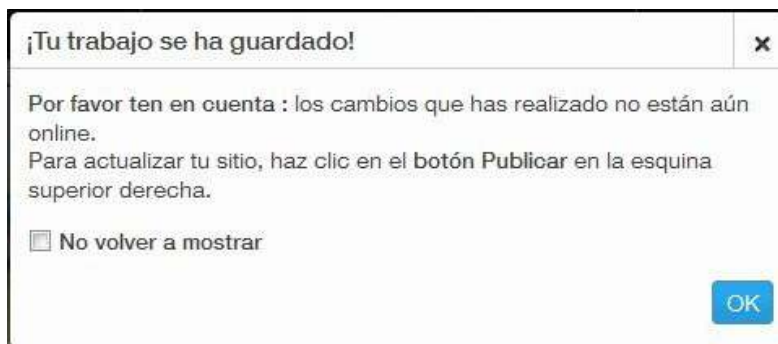 ¡Tu trabajo se ha guardado!
×
Por favor ten en cuenta : los cambios que has realizado no están aún
online.
Para actualizar tu sitio, haz clic en el botón Publicar en la esquina
superior derecha.
No volver a mostrar
OK